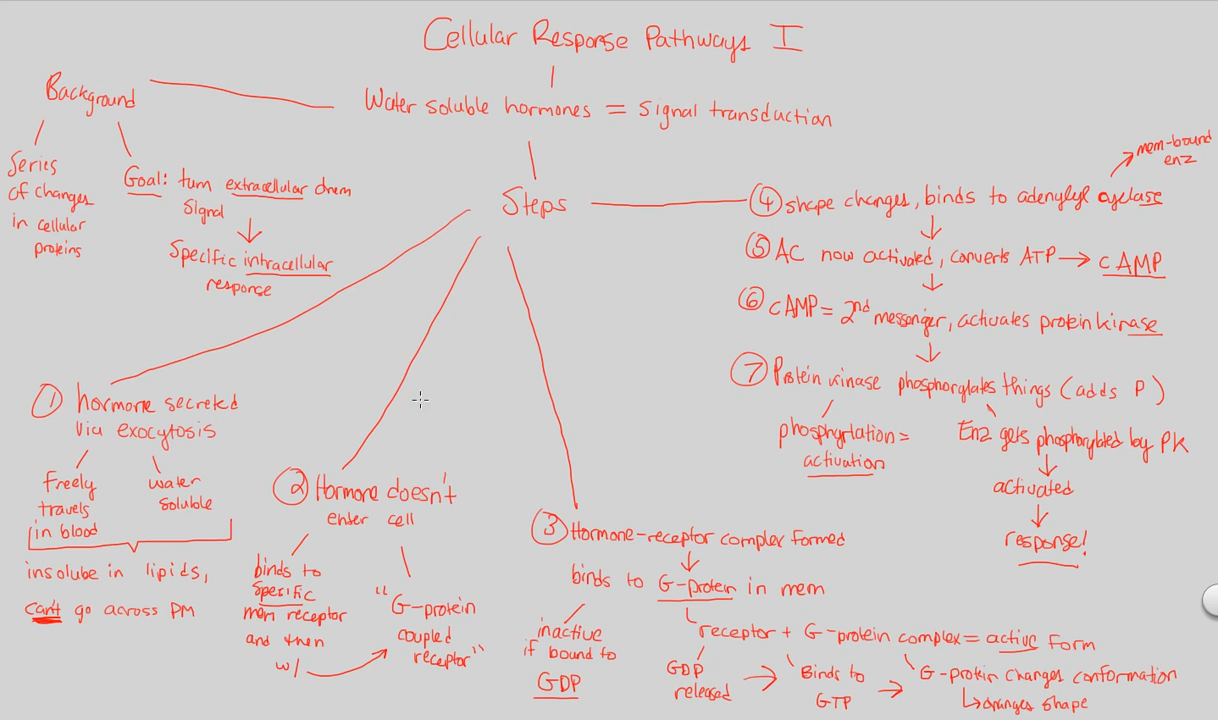 Cellular Response Pathways I
Background
Water soluble hormones = Signal transduction
Series
of changes
in cellular
proteins
Goal: turn extracellular chem
signal
↓
Specific intracellular
response
Steps
① hormone secreted
via exocytosis
Freely
travels
in blood
water
soluble
insolube in lipids,
can't go across PM
② Hormone doesn't
enter cell
binds to
specific
mem receptor
and then
w/ →
"G-protein
coupled
receptor"
③ Hormone-receptor complex formed
↓
binds to G-protein in mem
inactive
if bound to
GDP
receptor + G-protein complex = active form
GDP
released
→
Binds to
GTP
→
G-protein changes conformation
↳ changes shape
④ shape changes, binds to adenylyl cyclase
mem-bound
enz
↓
⑤ AC now activated, converts ATP → cAMP
↓
⑥ cAMP = 2nd messenger, activates protein kinase
↓
⑦ Protein kinase phosphorylates things (adds P)
phosphyrlation =
activation
Enz gets phosphorylated by PK
↓
activated
↓
response!